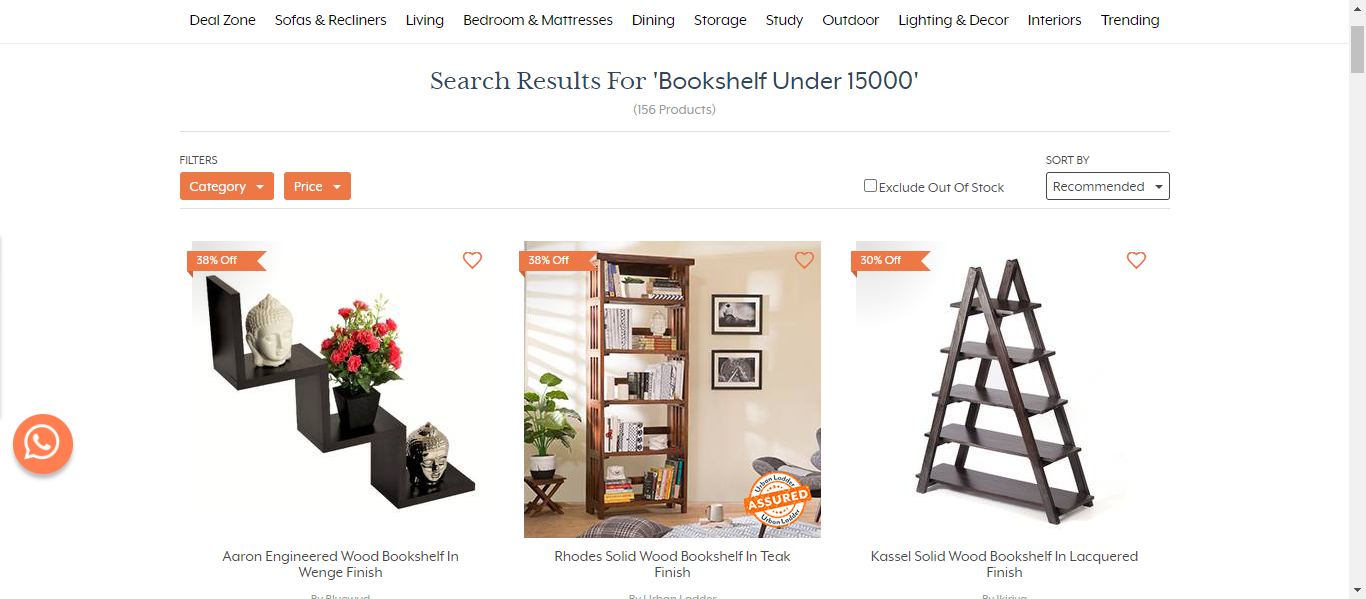 Deal Zone Sofas & Recliners Living Bedroom & Mattresses Dining Storage Study Outdoor Lighting & Decor Interiors Trending
Search Results For 'Bookshelf Under 15000'
(156 Products)
FILTERS
SORT BY
Category
Price
Exclude Out Of Stock
Recommended
38% Off
38% Off
30% Off
Urban Ladder
ASSURED
Urban Ladder
Aaron Engineered Wood Bookshelf In
Wenge Finish
Rhodes Solid Wood Bookshelf In Teak
Finish
Kassel Solid Wood Bookshelf In Lacquered
Finish
By Bluewud
By Urban Ladder
By Ikiriya